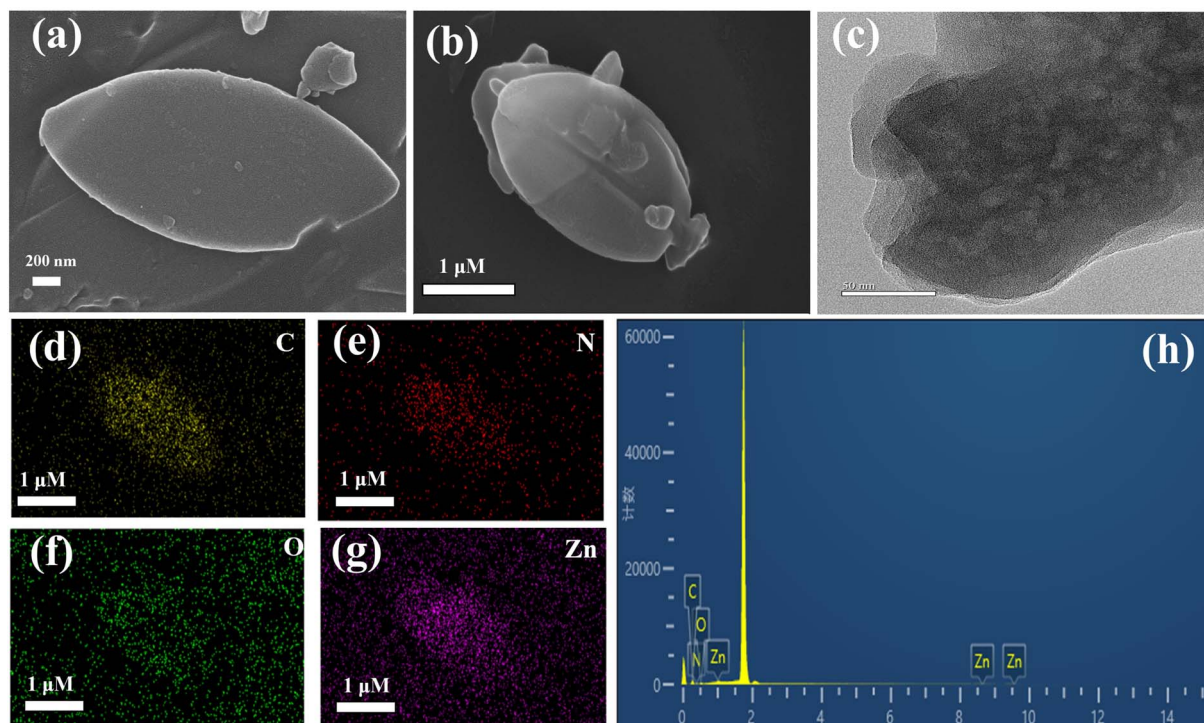 (a)
200 nm
(b)
1 µM
(c)
50 nm
(d)
C
1 µM
(e)
N
1 µM
(f)
O
1 µM
(g)
Zn
1 µM
(h)
60000
40000
20000
0
计数
C
O
N
Zn
Zn
Zn
0 2 4 6 8 10 12 14